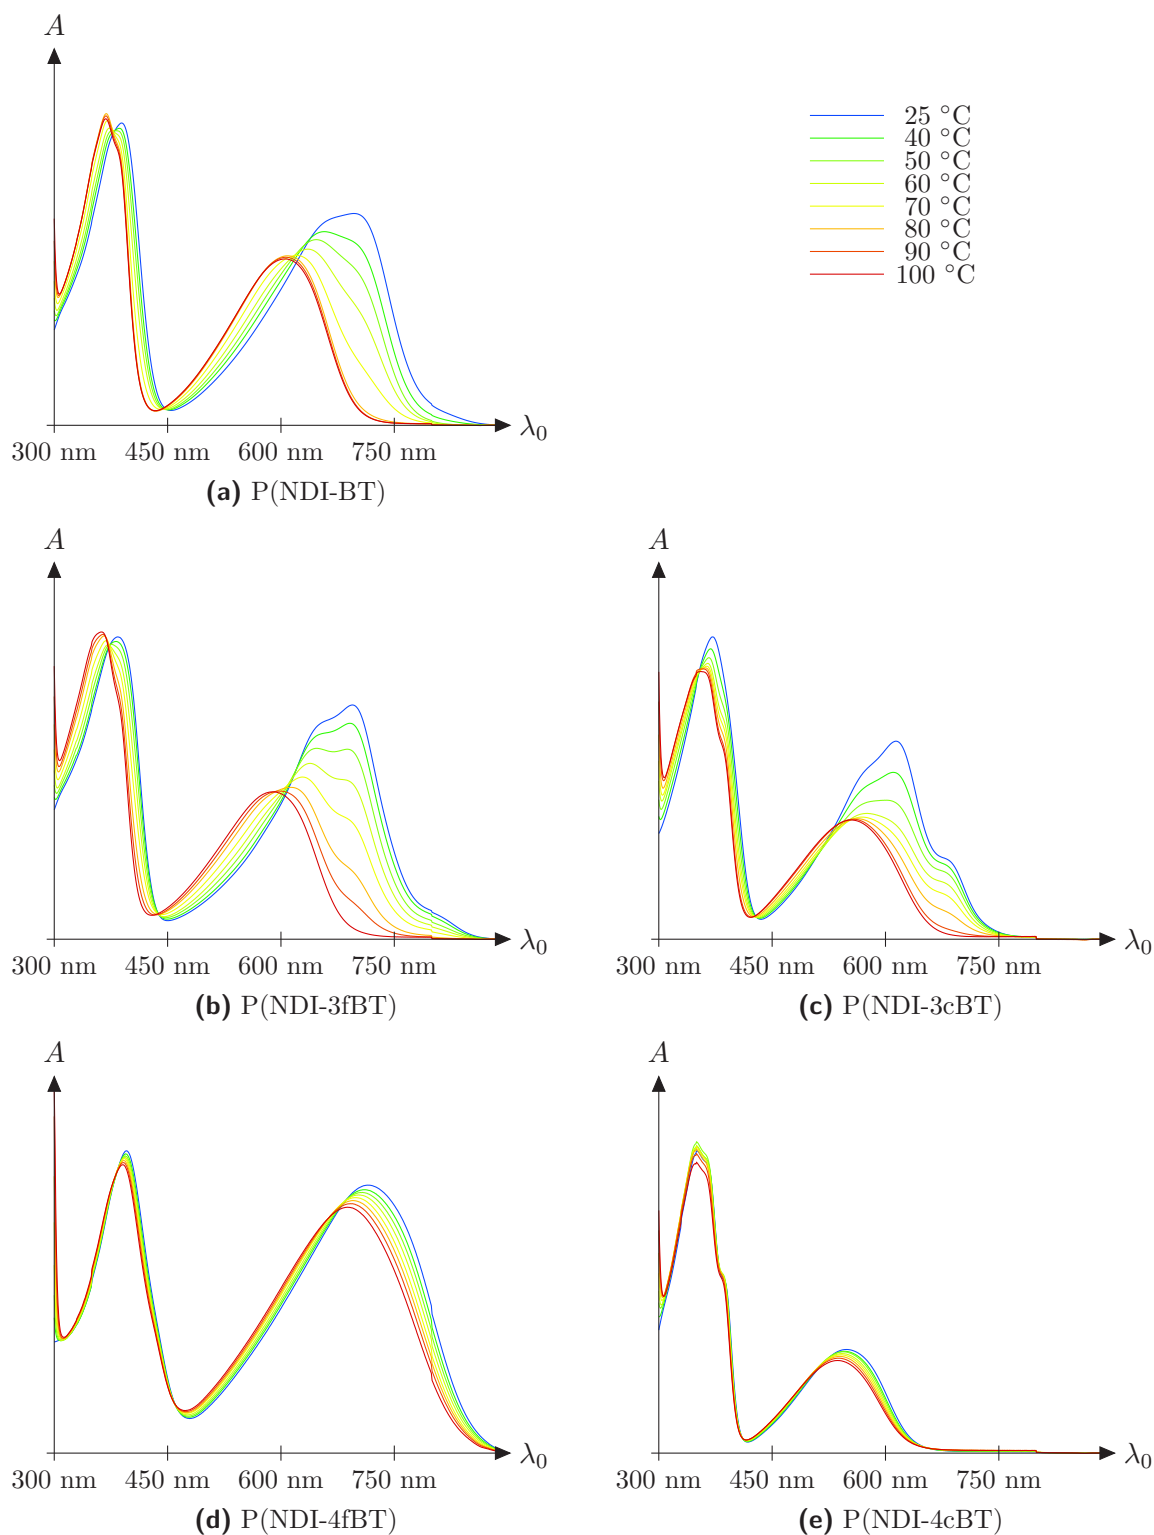 A
25 °C
40 °C
50 °C
60 °C
70 °C
80 °C
90 °C
100 °C
λ0
300 nm 450 nm 600 nm 750 nm
(a) P(NDI-BT)
A A
λ0 λ0
300 nm 450 nm 600 nm 750 nm 300 nm 450 nm 600 nm 750 nm
(b) P(NDI-3fBT) (c) P(NDI-3cBT)
A A
λ0 λ0
300 nm 450 nm 600 nm 750 nm 300 nm 450 nm 600 nm 750 nm
(d) P(NDI-4fBT) (e) P(NDI-4cBT)